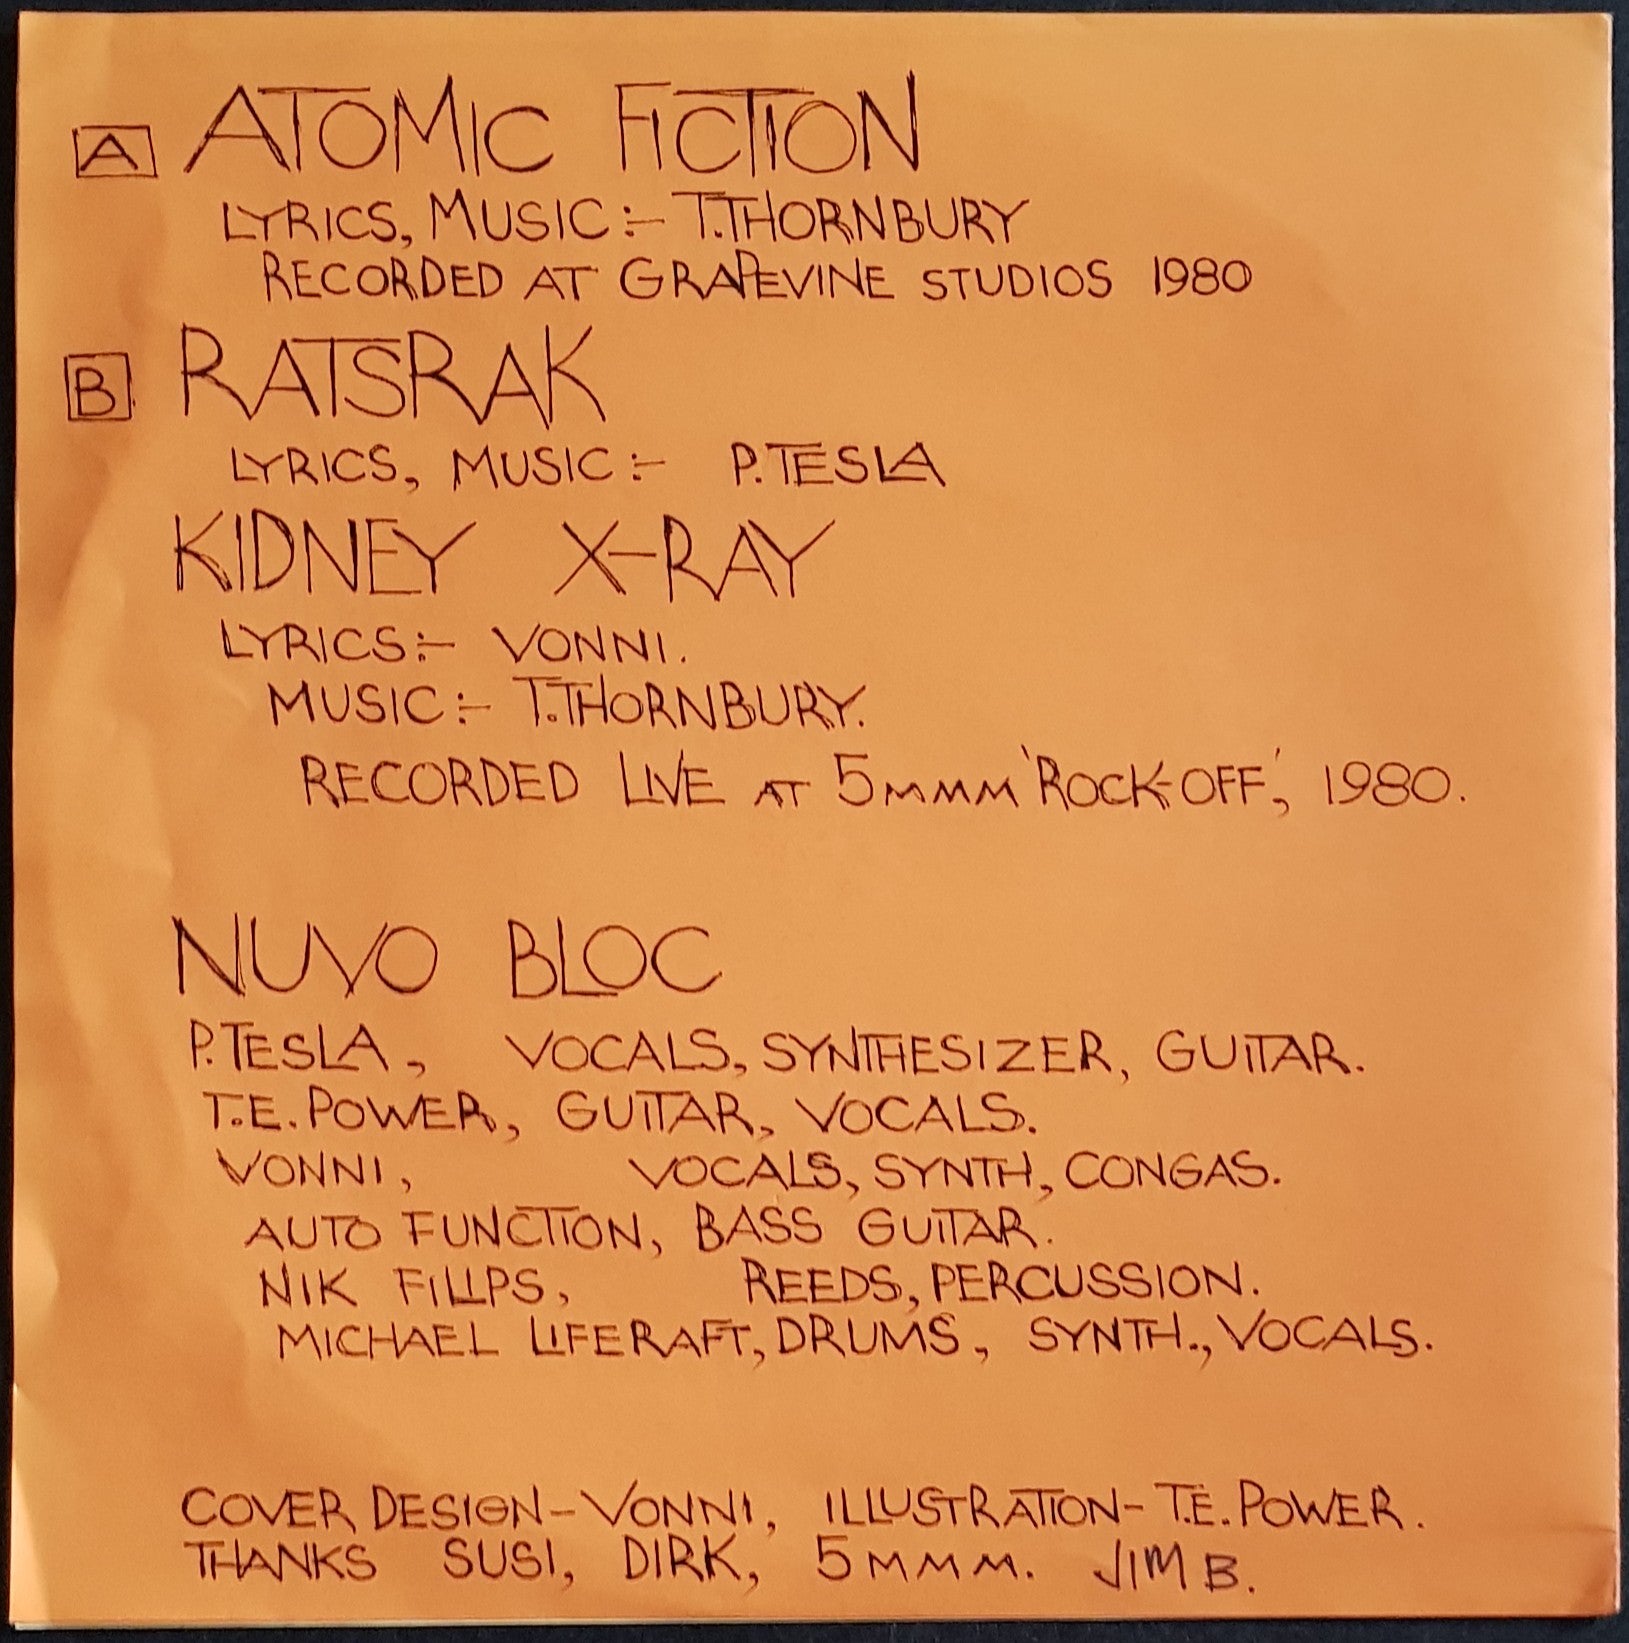 A ATOMIC FICTION
LYRICS, MUSIC:- T.THORNBURY
RECORDED AT GRAPEVINE STUDIOS 1980
B RATSRAK
LYRICS, MUSIC:- P.TESLA
KIDNEY X-RAY
LYRICS:- VONNI.
MUSIC:- T.THORNBURY.
RECORDED LIVE AT 5MMM 'ROCK-OFF', 1980.
NUVO BLOC
P.TESLA, VOCALS, SYNTHESIZER, GUITAR.
T.E. POWER, GUITAR, VOCALS.
VONNI, VOCALS, SYNTH, CONGAS.
AUTO FUNCTION, BASS GUITAR.
NIK FILLIPS, REEDS, PERCUSSION.
MICHAEL LIFERAFT, DRUMS, SYNTH., VOCALS.
COVER DESIGN-VONNI, ILLUSTRATION- T.E. POWER.
THANKS SUSI, DIRK, 5MMM. JIM B.